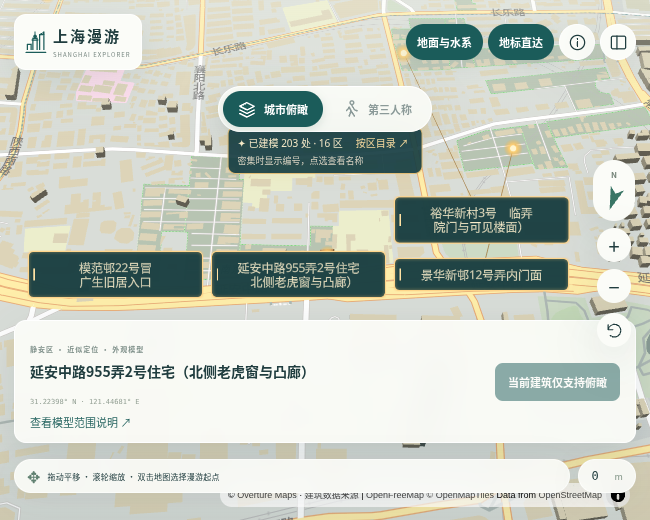 上海漫游
SHANGHAI EXPLORER
长乐路
长乐路
地面与水系
地标直达
襄阳北路
陕西南路
城市俯瞰
第三人称
✦ 已建模 203 处 · 16 区 按区目录 ↗
密集时显示编号，点选查看名称
N
裕华新村3号 临弄
院门与可见楼面）
模范邨22号冒
广生旧居入口
延安中路955弄2号住宅
北侧老虎窗与凸廊）
景华新邨12号弄内门面
延
+
−
静安区 · 近似定位 · 外观模型
延安中路955弄2号住宅（北侧老虎窗与凸廊）
31.22398° N · 121.44681° E
查看模型范围说明 ↗
当前建筑仅支持俯瞰
拖动平移 · 滚轮缩放 · 双击地图选择漫游起点
0 m
© Overture Maps · 建筑数据来源 | OpenFreeMap © OpenMapTiles Data from OpenStreetMap